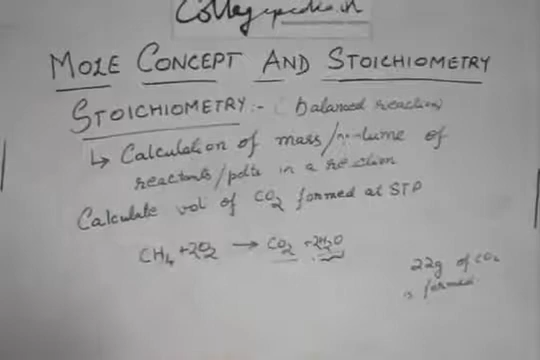 Collegepedia.in
MOLE CONCEPT AND STOICHIOMETRY
STOICHIOMETRY :- (balanced reaction)
↳ Calculation of mass/volume of
reactants/pdts in a reaction
Calculate vol of CO2 formed at STP
CH4 + 2O2 → CO2 + 2H2O
22g of CO2
is formed